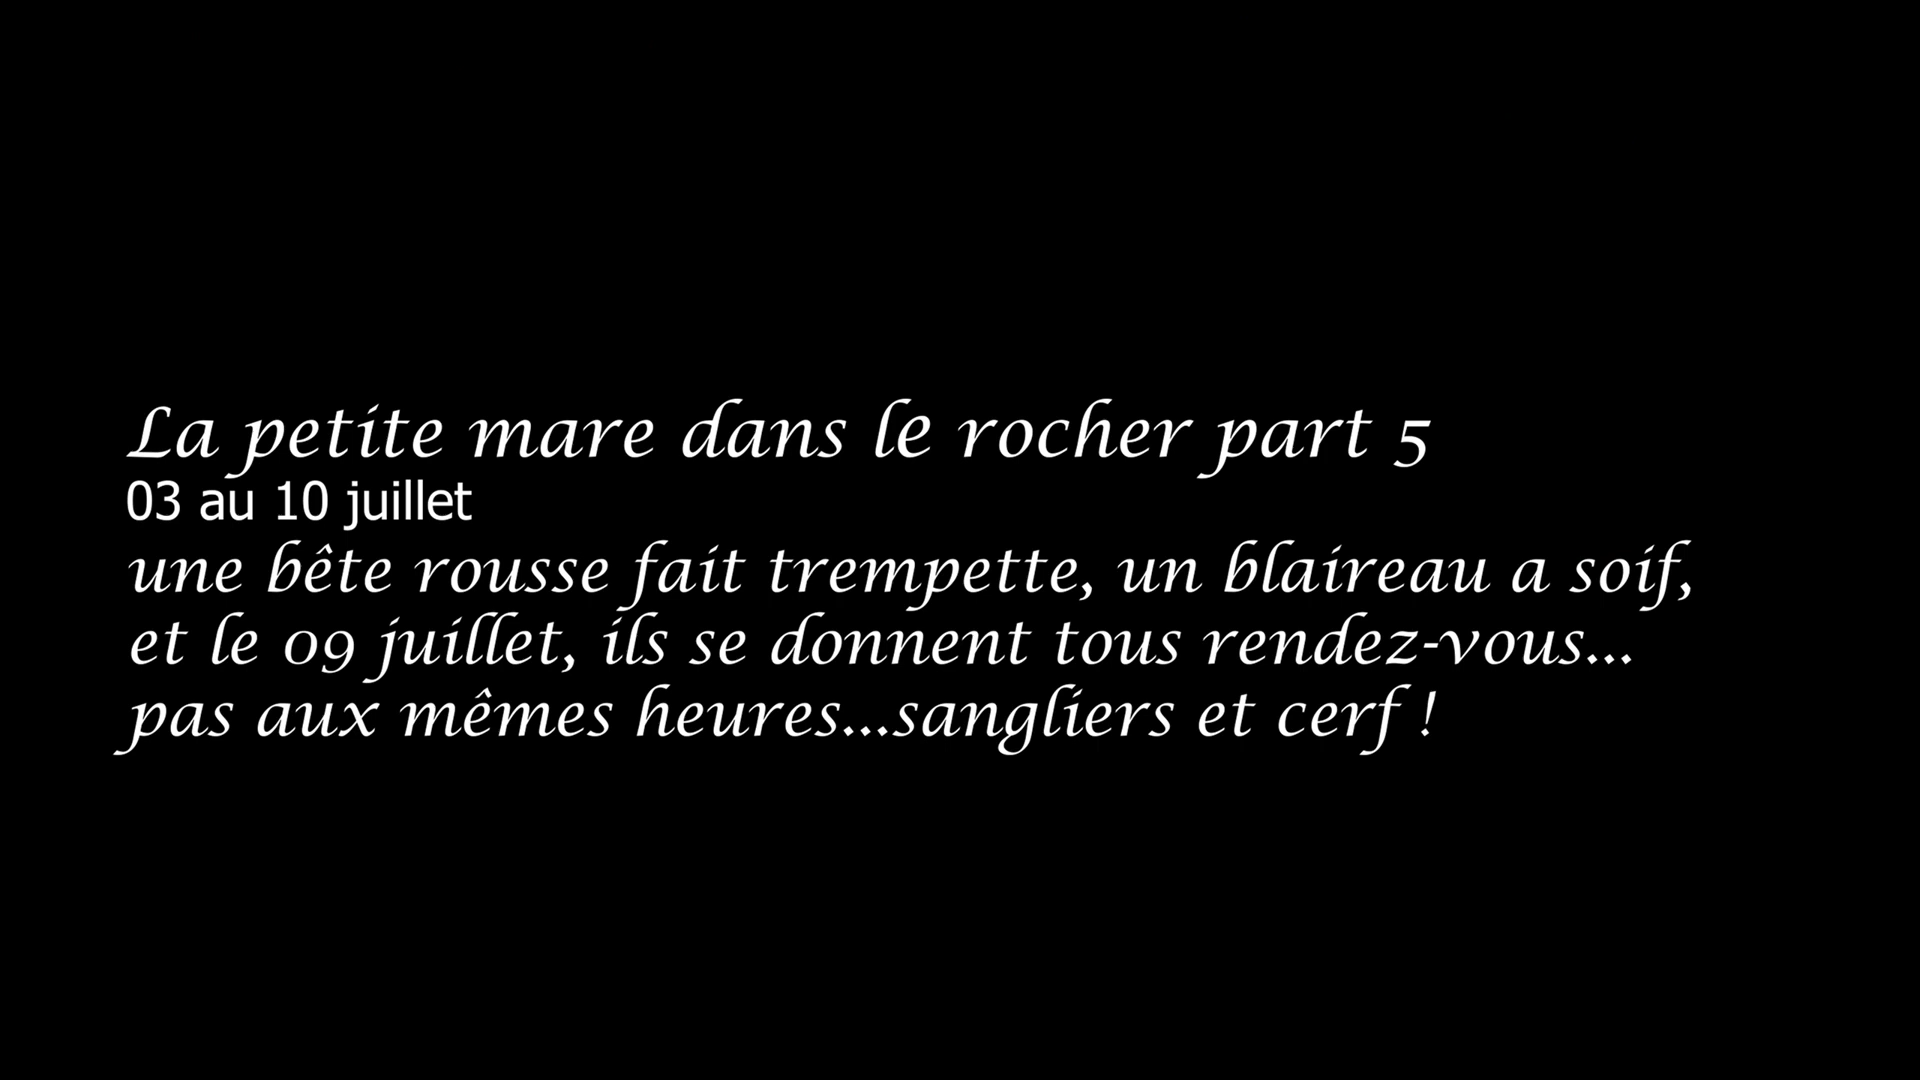 La petite mare dans le rocher part 5
03 au 10 juillet
une bête rousse fait trempette, un blaireau a soif,
et le 09 juillet, ils se donnent tous rendez-vous...
pas aux mêmes heures...sangliers et cerf !